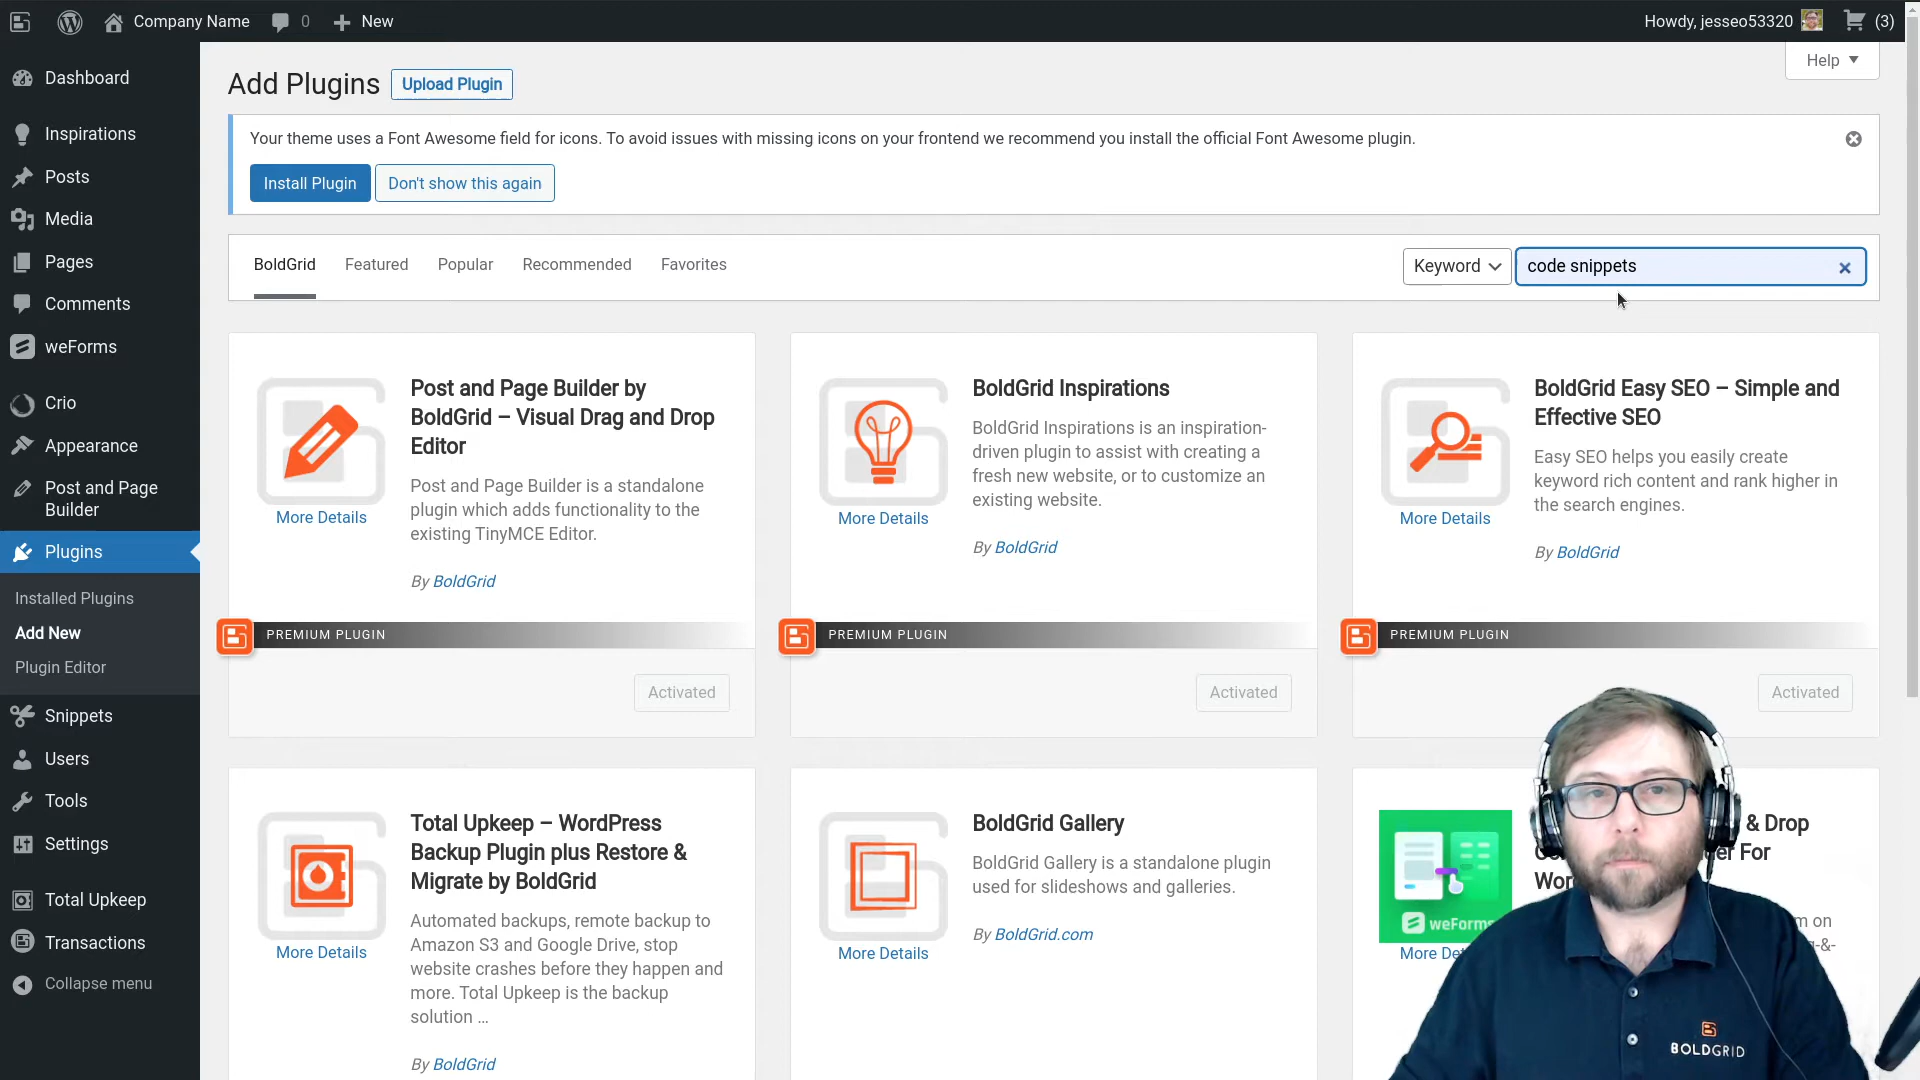 Company Name
0
New
Howdy, jesseo53320
(3)
Dashboard
Inspirations
Posts
Media
Pages
Comments
weForms
Crio
Appearance
Post and Page
Builder
Plugins
Installed Plugins
Add New
Plugin Editor
Snippets
Users
Tools
Settings
Total Upkeep
Transactions
Collapse menu
Help
Add Plugins
Upload Plugin
Your theme uses a Font Awesome field for icons. To avoid issues with missing icons on your frontend we recommend you install the official Font Awesome plugin.
Install Plugin
Don't show this again
BoldGrid
Featured
Popular
Recommended
Favorites
Keyword
code snippets
Post and Page Builder by
BoldGrid – Visual Drag and Drop
Editor
Post and Page Builder is a standalone
plugin which adds functionality to the
existing TinyMCE Editor.
By BoldGrid
More Details
PREMIUM PLUGIN
Activated
BoldGrid Inspirations
BoldGrid Inspirations is an inspiration-
driven plugin to assist with creating a
fresh new website, or to customize an
existing website.
By BoldGrid
More Details
PREMIUM PLUGIN
Activated
BoldGrid Easy SEO – Simple and
Effective SEO
Easy SEO helps you easily create
keyword rich content and rank higher in
the search engines.
By BoldGrid
More Details
PREMIUM PLUGIN
Activated
Total Upkeep – WordPress
Backup Plugin plus Restore &
Migrate by BoldGrid
Automated backups, remote backup to
Amazon S3 and Google Drive, stop
website crashes before they happen and
more. Total Upkeep is the backup
solution …
By BoldGrid
More Details
BoldGrid Gallery
BoldGrid Gallery is a standalone plugin
used for slideshows and galleries.
By BoldGrid.com
More Details
& Drop
For
weForms
More
on
BOLDGRID